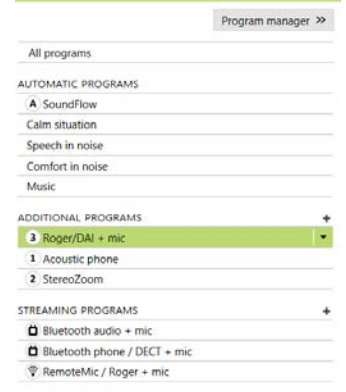 Program manager »
All programs
AUTOMATIC PROGRAMS
A SoundFlow
Calm situation
Speech in noise
Comfort in noise
Music
ADDITIONAL PROGRAMS +
3 Roger/DAI + mic
1 Acoustic phone
2 StereoZoom
STREAMING PROGRAMS +
Bluetooth audio + mic
Bluetooth phone / DECT + mic
RemoteMic / Roger + mic